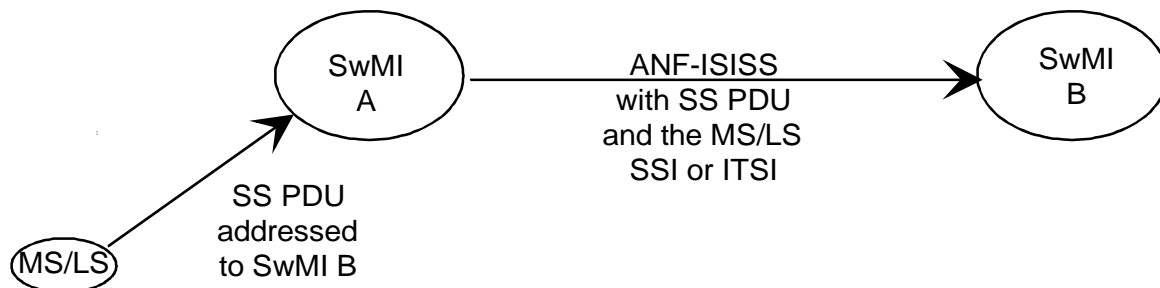 SwMI
A
ANF-ISISS
with SS PDU
and the MS/LS
SSI or ITSI
SwMI
B
SS PDU
addressed
to SwMI B
MS/LS